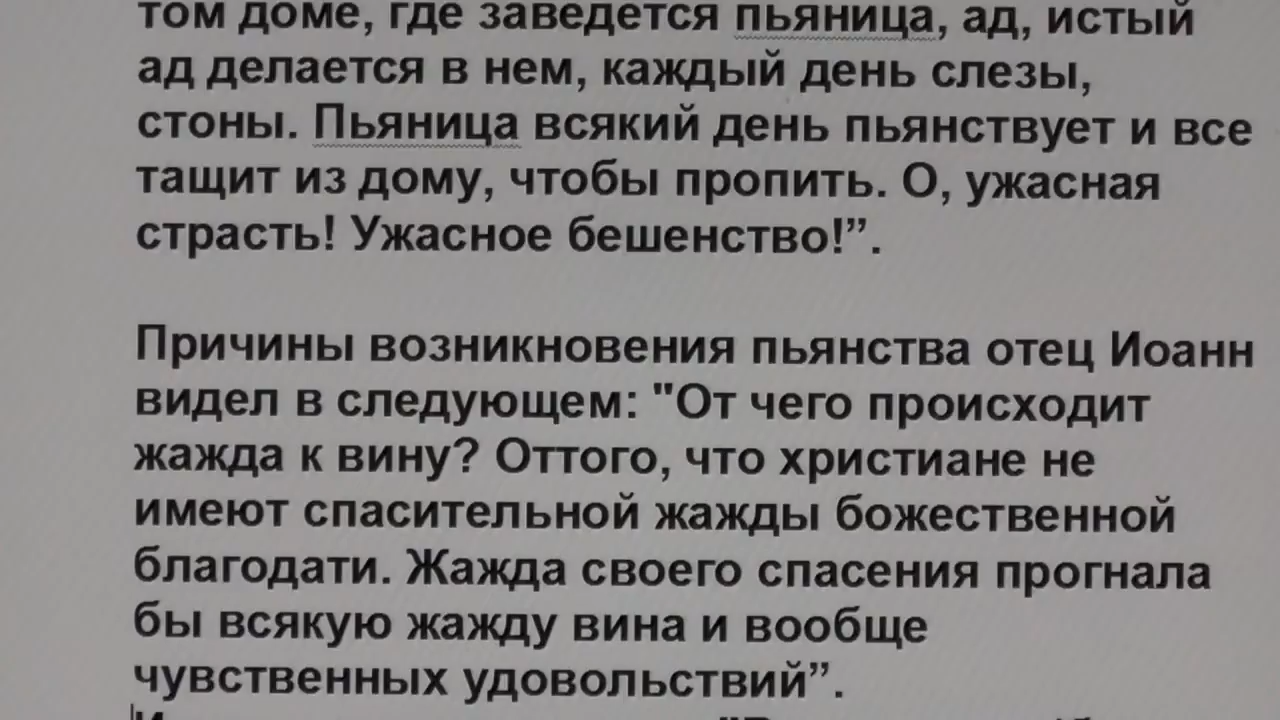 том доме, где заведется пьяница, ад, истый
ад делается в нем, каждый день слезы,
стоны. Пьяница всякий день пьянствует и все
тащит из дому, чтобы пропить. О, ужасная
страсть! Ужасное бешенство!”.
Причины возникновения пьянства отец Иоанн
видел в следующем: "От чего происходит
жажда к вину? Оттого, что христиане не
имеют спасительной жажды божественной
благодати. Жажда своего спасения прогнала
бы всякую жажду вина и вообще
чувственных удовольствий”.